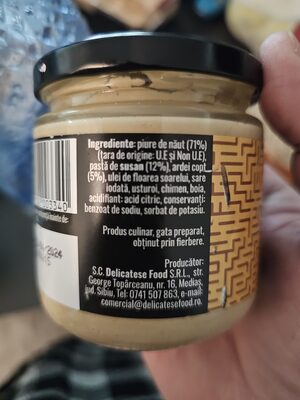 Ingrediente: piure de năut (71%)
(țara de origine: U.E și Non U.E),
pastă de susan (12%), ardei copt
(5%), ulei de floarea soarelui, sare
iodată, usturoi, chimen, boia,
acidifiant: acid citric, conservanți:
benzoat de sodiu, sorbat de potasiu.
Produs culinar, gata preparat,
obținut prin fierbere.
Producător:
S.C. Delicatese Food S.R.L., str.
George Topârceanu, nr. 16, Mediaș,
jud. Sibiu, Tel: 0741 507 863, e-mail:
comercial@delicatesefood.ro.
inainte de:
2024